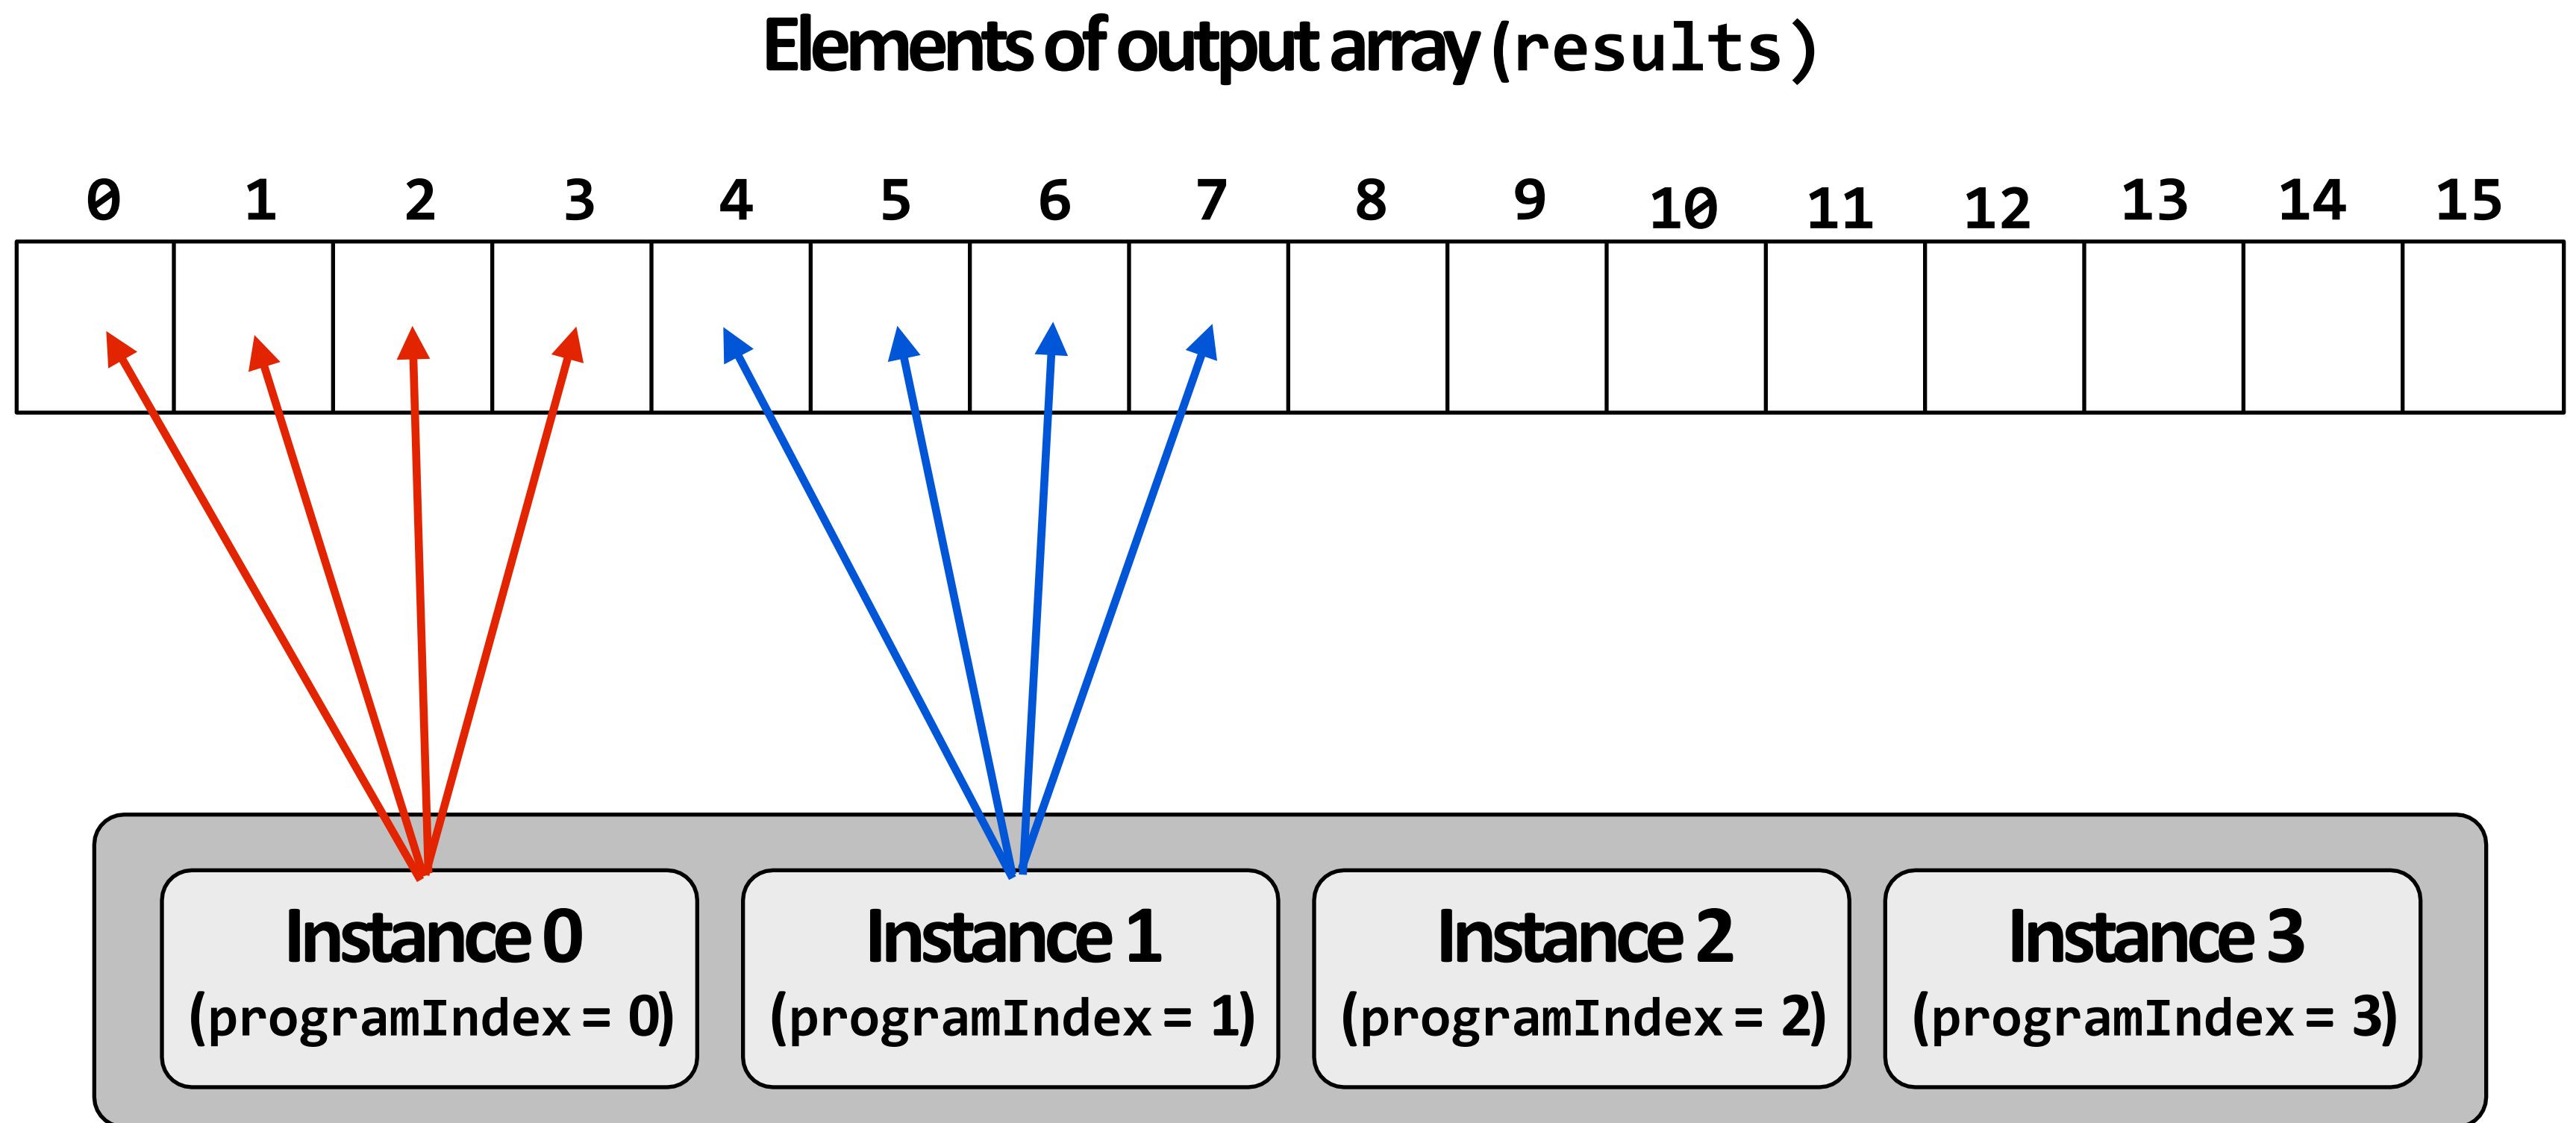 Elements of output array (results)
0 1 2 3 4 5 6 7 8 9 10 11 12 13 14 15
Instance 0 Instance 1 Instance 2 Instance 3
(programIndex = 0) (programIndex = 1) (programIndex = 2) (programIndex = 3)